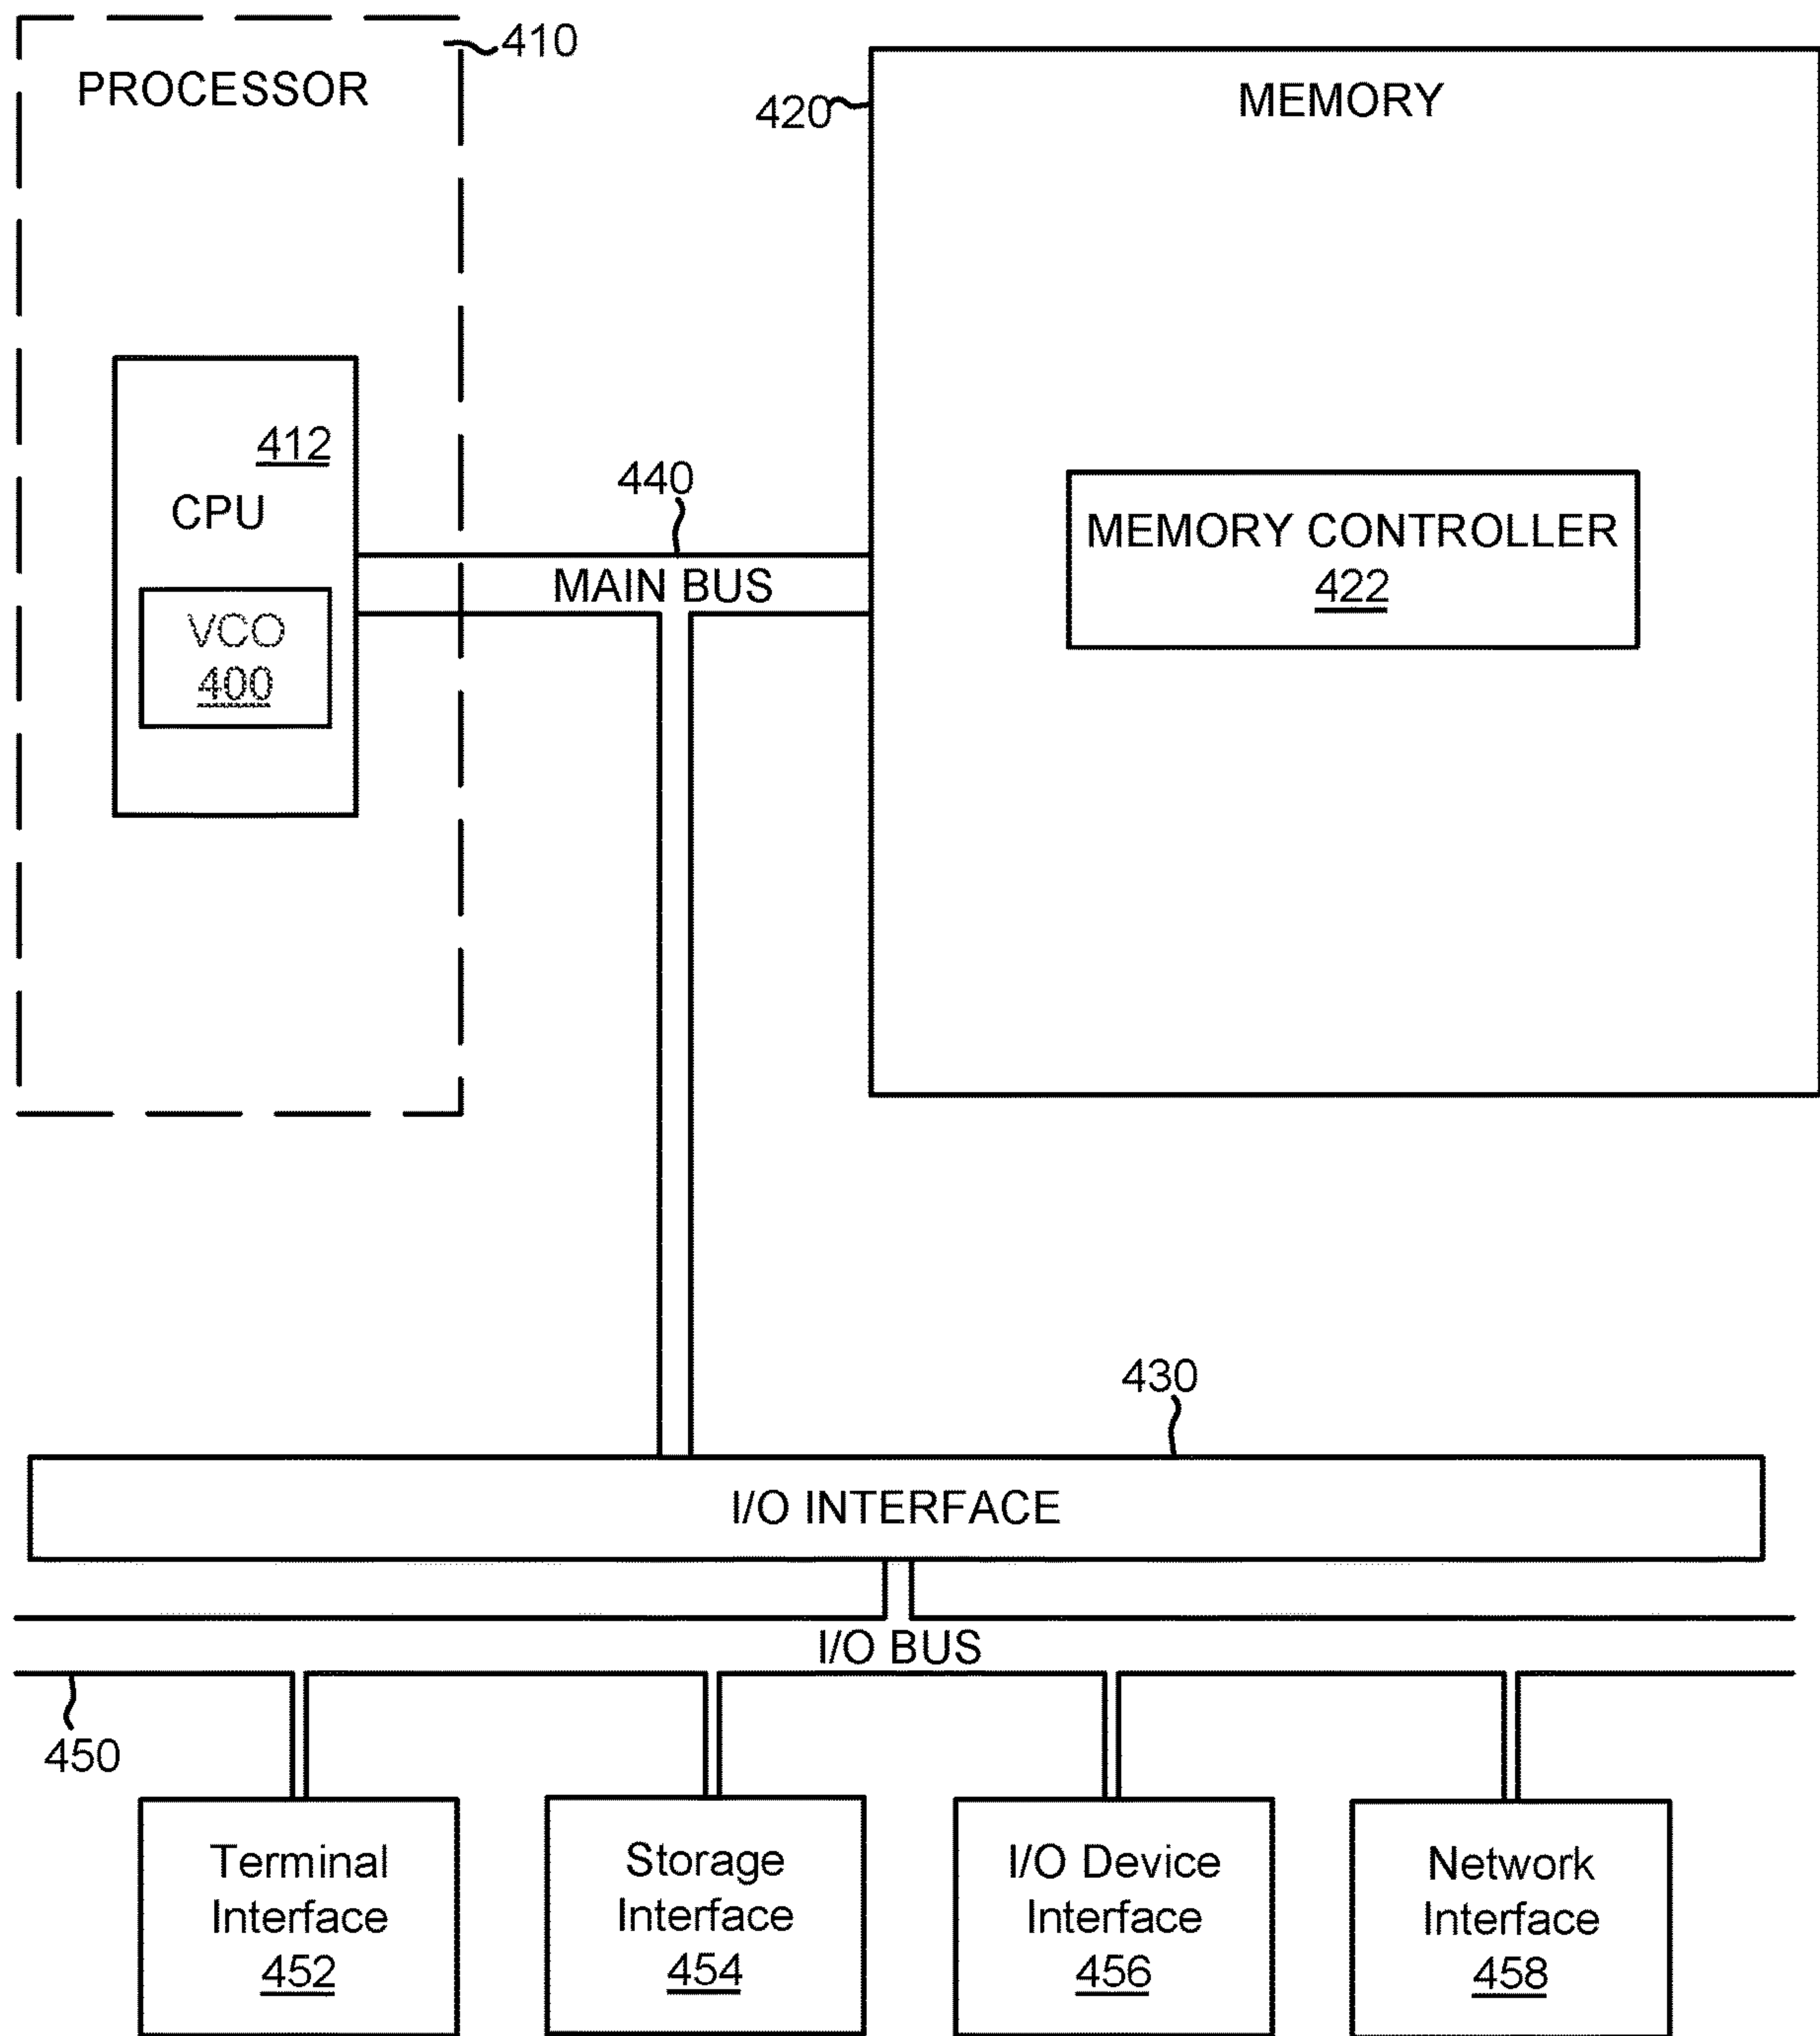 410
PROCESSOR
420
MEMORY
412
CPU
VCO
400
440
MAIN BUS
MEMORY CONTROLLER
422
430
I/O INTERFACE
I/O BUS
450
Terminal
Interface
452
Storage
Interface
454
I/O Device
Interface
456
Network
Interface
458